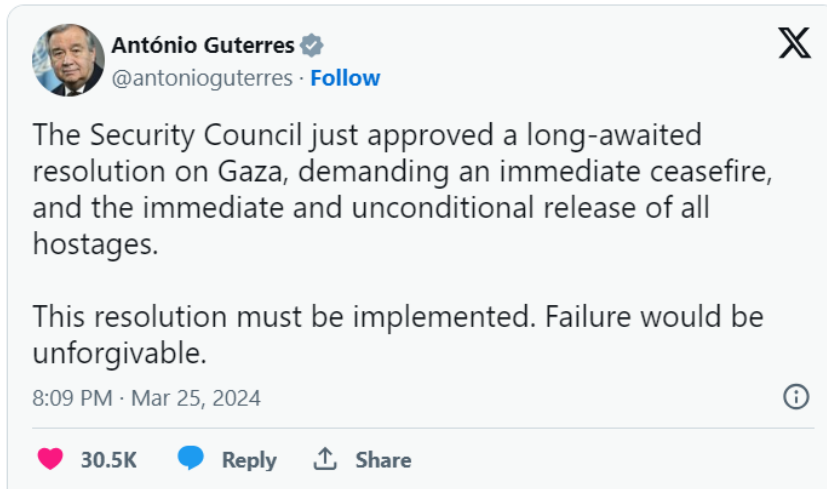 António Guterres
@antonioguterres · Follow
The Security Council just approved a long-awaited
resolution on Gaza, demanding an immediate ceasefire,
and the immediate and unconditional release of all
hostages.
This resolution must be implemented. Failure would be
unforgivable.
8:09 PM · Mar 25, 2024
30.5K Reply Share